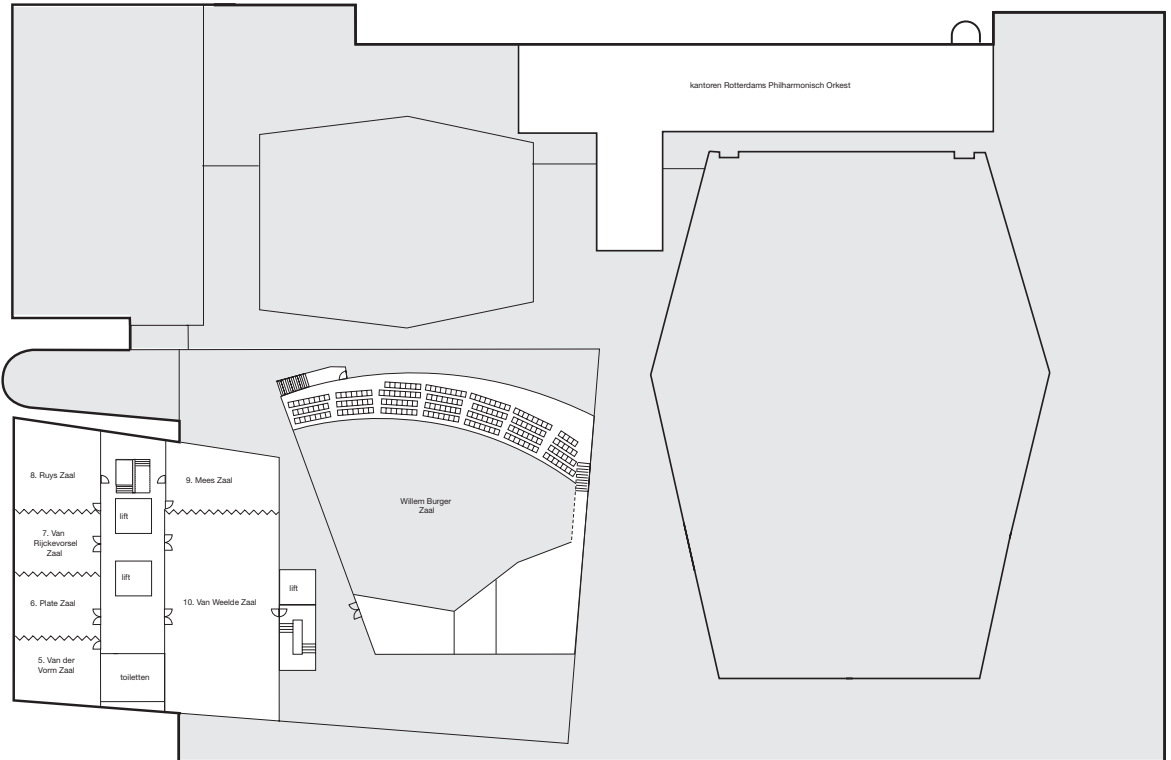 kantoren Rotterdams Philharmonisch Orkest
8. Ruys Zaal
9. Mees Zaal
lift
7. Van
Rijckevorsel
Zaal
lift
6. Plate Zaal
10. Van Weelde Zaal
lift
5. Van der
Vorm Zaal
toiletten
Willem Burger
Zaal